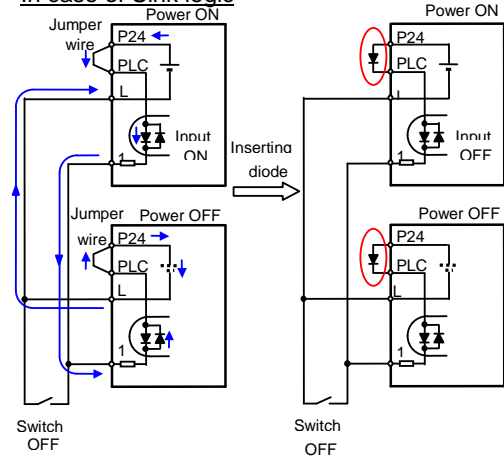 In case of Sink logic
Power ON
Jumper wire
P24
PLC
L
1
Input ON
Jumper wire
Power OFF
P24
PLC
L
1
Switch OFF
Inserting diode
Power ON
P24
PLC
L
1
Input OFF
Power OFF
P24
PLC
L
1
Switch OFF